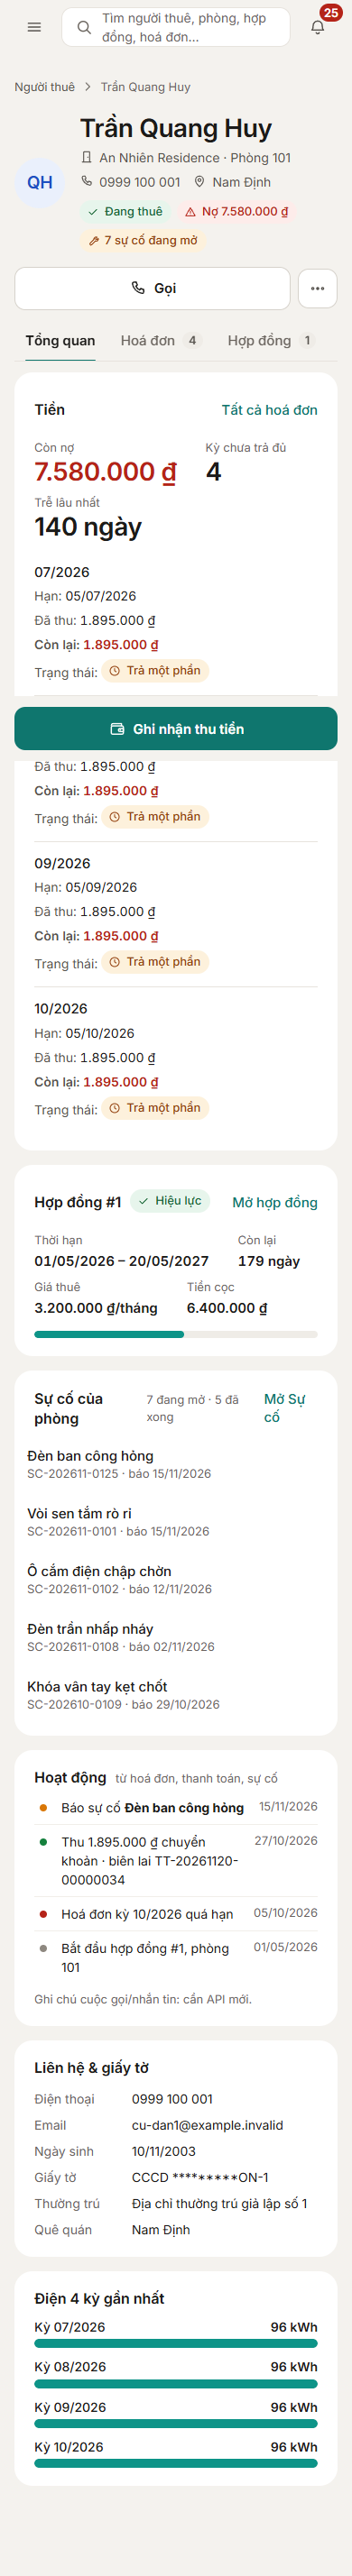 Tìm người thuê, phòng, hợp
đồng, hoá đơn...
25
Người thuê > Trần Quang Huy
Trần Quang Huy
QH
An Nhiên Residence · Phòng 101
0999 100 001 Nam Định
Đang thuê Nợ 7.580.000 ₫
7 sự cố đang mở
Gọi
Tổng quan Hoá đơn 4 Hợp đồng 1
Tiền Tất cả hoá đơn
Còn nợ Kỳ chưa trả đủ
7.580.000 ₫ 4
Trễ lâu nhất
140 ngày
07/2026
Hạn: 05/07/2026
Đã thu: 1.895.000 ₫
Còn lại: 1.895.000 ₫
Trạng thái: Trả một phần
Ghi nhận thu tiền
Đã thu: 1.895.000 ₫
Còn lại: 1.895.000 ₫
Trạng thái: Trả một phần
09/2026
Hạn: 05/09/2026
Đã thu: 1.895.000 ₫
Còn lại: 1.895.000 ₫
Trạng thái: Trả một phần
10/2026
Hạn: 05/10/2026
Đã thu: 1.895.000 ₫
Còn lại: 1.895.000 ₫
Trạng thái: Trả một phần
Hợp đồng #1 Hiệu lực Mở hợp đồng
Thời hạn Còn lại
01/05/2026 – 20/05/2027 179 ngày
Giá thuê Tiền cọc
3.200.000 ₫/tháng 6.400.000 ₫
Sự cố của phòng 7 đang mở · 5 đã xong Mở Sự cố
Đèn ban công hỏng
SC-202611-0125 · báo 15/11/2026
Vòi sen tắm rò rỉ
SC-202611-0101 · báo 15/11/2026
Ổ cắm điện chập chờn
SC-202611-0102 · báo 12/11/2026
Đèn trần nhấp nháy
SC-202611-0108 · báo 02/11/2026
Khóa vân tay kẹt chốt
SC-202610-0109 · báo 29/10/2026
Hoạt động từ hoá đơn, thanh toán, sự cố
Báo sự cố Đèn ban công hỏng 15/11/2026
Thu 1.895.000 ₫ chuyển 27/10/2026
khoản · biên lai TT-20261120-
00000034
Hoá đơn kỳ 10/2026 quá hạn 05/10/2026
Bắt đầu hợp đồng #1, phòng 01/05/2026
101
Ghi chú cuộc gọi/nhắn tin: cần API mới.
Liên hệ & giấy tờ
Điện thoại 0999 100 001
Email cu-dan1@example.invalid
Ngày sinh 10/11/2003
Giấy tờ CCCD *********ON-1
Thường trú Địa chỉ thường trú giả lập số 1
Quê quán Nam Định
Điện 4 kỳ gần nhất
Kỳ 07/2026 96 kWh
Kỳ 08/2026 96 kWh
Kỳ 09/2026 96 kWh
Kỳ 10/2026 96 kWh